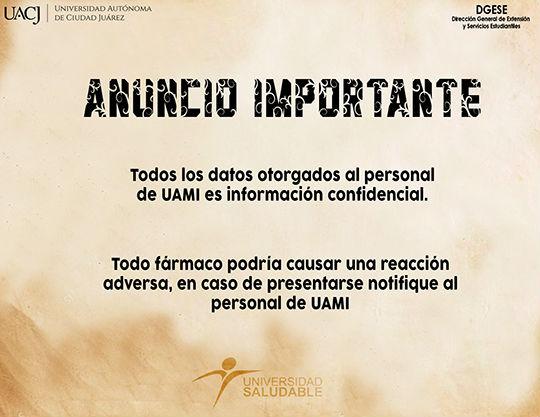 UACJ
UNIVERSIDAD AUTÓNOMA
DE CIUDAD JUÁREZ
DGESE
Dirección General de Extensión
y Servicios Estudiantiles
ANUNCIO IMPORTANTE
Todos los datos otorgados al personal
de UAMI es información confidencial.
Todo fármaco podría causar una reacción
adversa, en caso de presentarse notifique al
personal de UAMI
UNIVERSIDAD
SALUDABLE